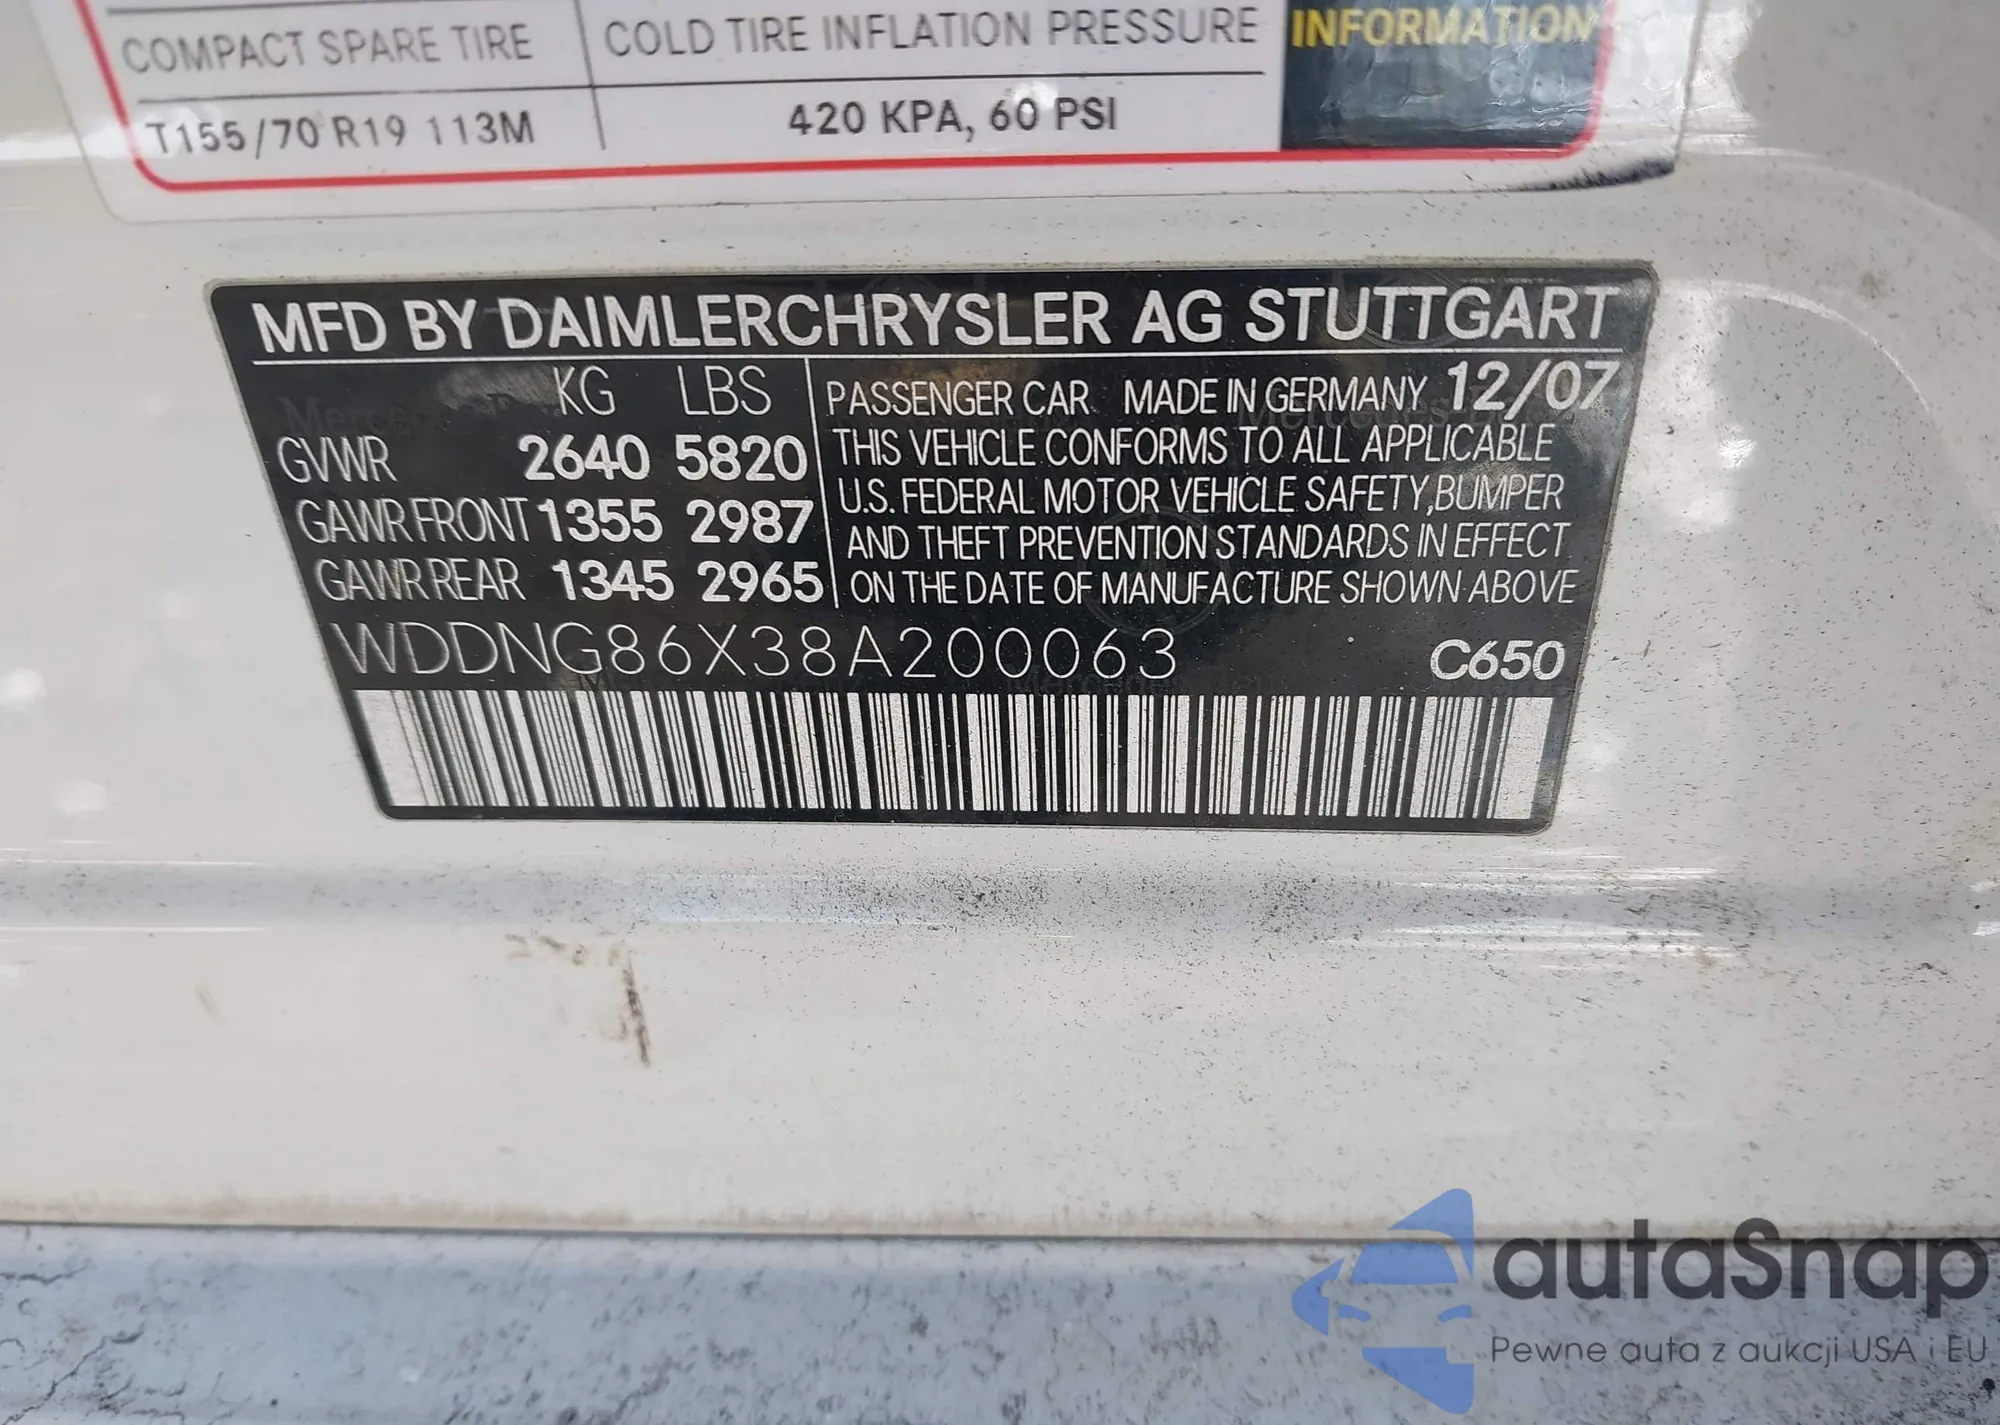 COMPACT SPARE TIRE COLD TIRE INFLATION PRESSURE INFORMATION
T155/70 R19 113M 420 KPA, 60 PSI
MFD BY DAIMLERCHRYSLER AG STUTTGART
KG LBS PASSENGER CAR MADE IN GERMANY 12/07
GVWR 2640 5820 THIS VEHICLE CONFORMS TO ALL APPLICABLE
GAWR FRONT 1355 2987 U.S. FEDERAL MOTOR VEHICLE SAFETY,BUMPER
AND THEFT PREVENTION STANDARDS IN EFFECT
GAWR REAR 1345 2965 ON THE DATE OF MANUFACTURE SHOWN ABOVE
WDDNG86X38A200063 C650
autaSnap
Pewne auta z aukcji USA i EU